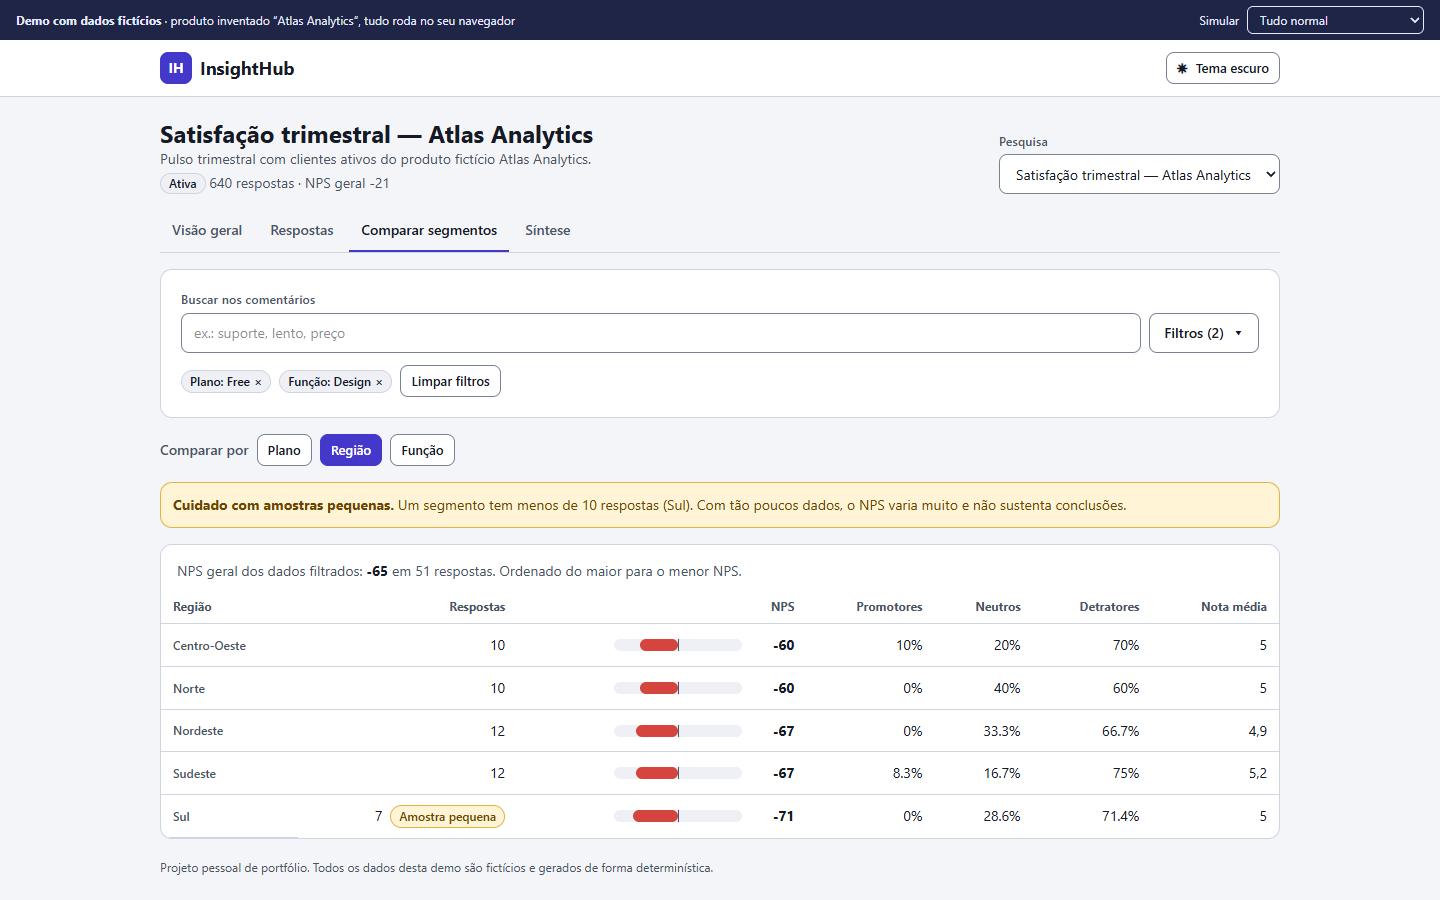 Demo com dados fictícios · produto inventado “Atlas Analytics”, tudo roda no seu navegador
Simular
Tudo normal
IH
InsightHub
Tema escuro
Satisfação trimestral — Atlas Analytics
Pulso trimestral com clientes ativos do produto fictício Atlas Analytics.
Ativa 640 respostas · NPS geral -21
Pesquisa
Satisfação trimestral — Atlas Analytics
Visão geral Respostas Comparar segmentos Síntese
Buscar nos comentários
ex.: suporte, lento, preço
Filtros (2) ▾
Plano: Free × Função: Design × Limpar filtros
Comparar por Plano Região Função
Cuidado com amostras pequenas. Um segmento tem menos de 10 respostas (Sul). Com tão poucos dados, o NPS varia muito e não sustenta conclusões.
NPS geral dos dados filtrados: -65 em 51 respostas. Ordenado do maior para o menor NPS.
Região Respostas NPS Promotores Neutros Detratores Nota média
Centro-Oeste 10 -60 10% 20% 70% 5
Norte 10 -60 0% 40% 60% 5
Nordeste 12 -67 0% 33.3% 66.7% 4,9
Sudeste 12 -67 8.3% 16.7% 75% 5,2
Sul 7 Amostra pequena -71 0% 28.6% 71.4% 5
Projeto pessoal de portfólio. Todos os dados desta demo são fictícios e gerados de forma determinística.